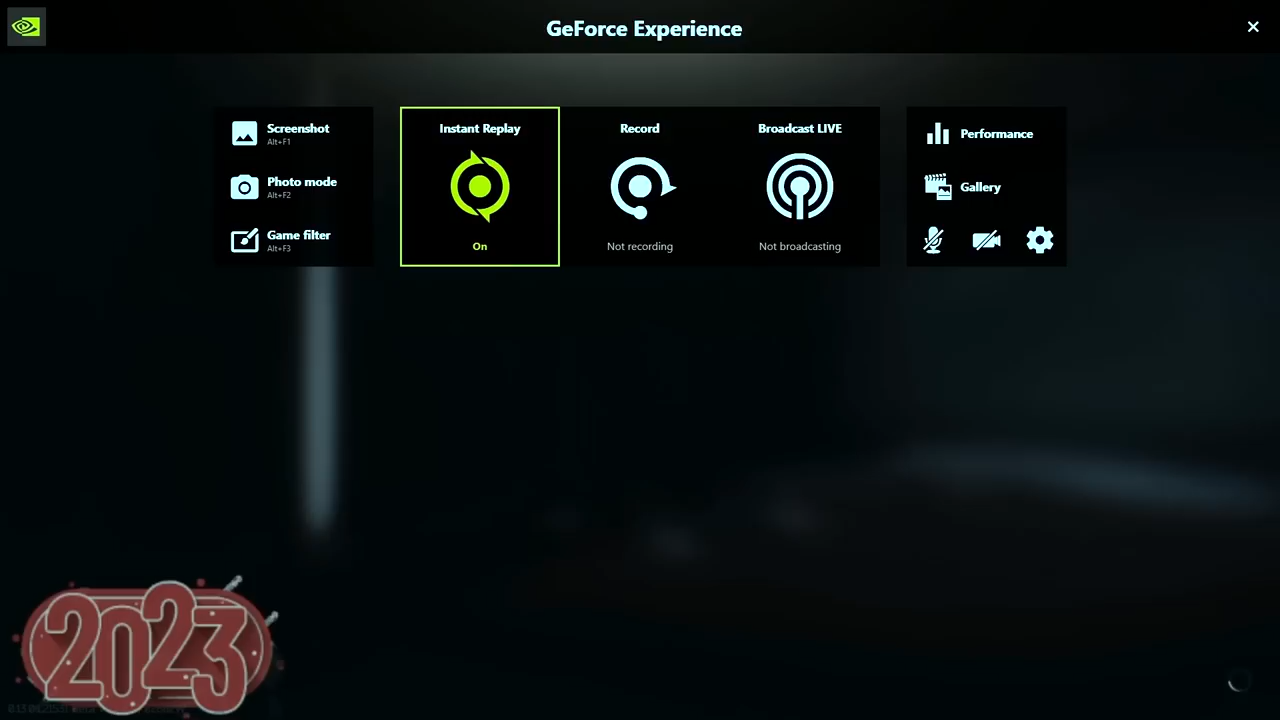 GeForce Experience
Screenshot
Alt+F1
Photo mode
Alt+F2
Game filter
Alt+F3
Instant Replay
On
Record
Not recording
Broadcast LIVE
Not broadcasting
Performance
Gallery
2023